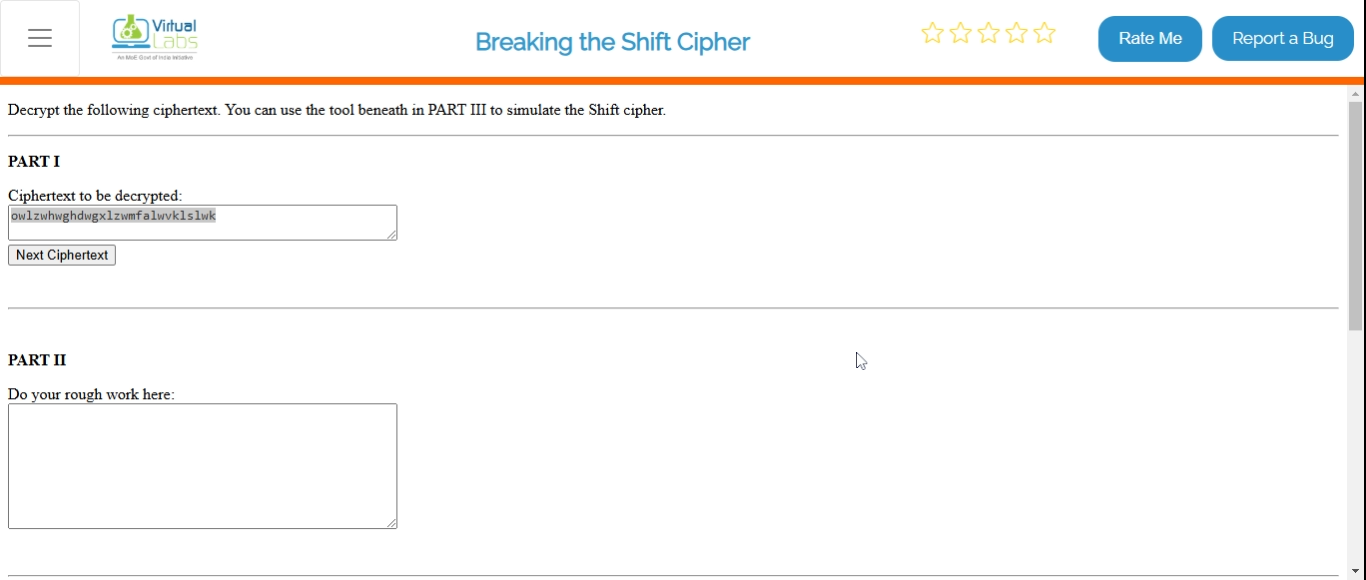 Virtual
Labs
An MoE Govt of India Initiative
Breaking the Shift Cipher
Rate Me
Report a Bug
Decrypt the following ciphertext. You can use the tool beneath in PART III to simulate the Shift cipher.
PART I
Ciphertext to be decrypted:
owlzwhwghdwgxlzwmfalwvklslwk
Next Ciphertext
PART II
Do your rough work here: